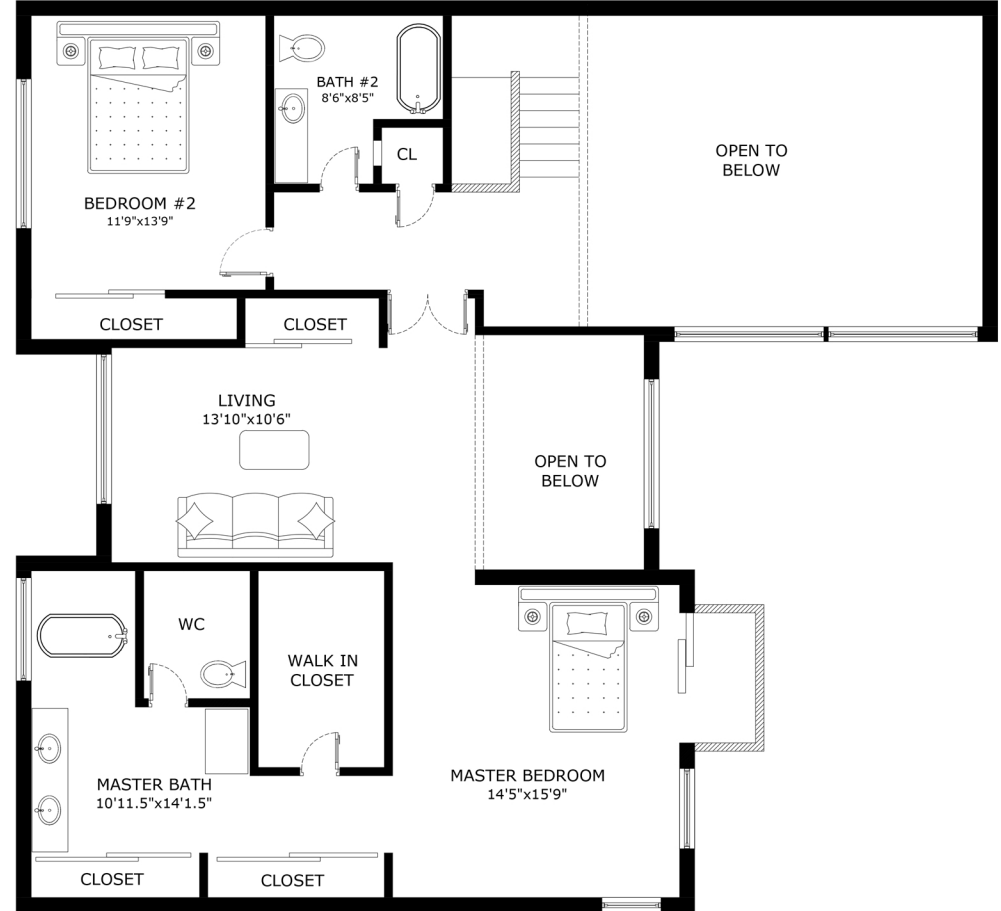 BATH #2
8'6"x8'5"
CL
OPEN TO
BELOW
BEDROOM #2
11'9"x13'9"
CLOSET
CLOSET
LIVING
13'10"x10'6"
OPEN TO
BELOW
WC
WALK IN
CLOSET
MASTER BATH
10'11.5"x14'1.5"
MASTER BEDROOM
14'5"x15'9"
CLOSET
CLOSET